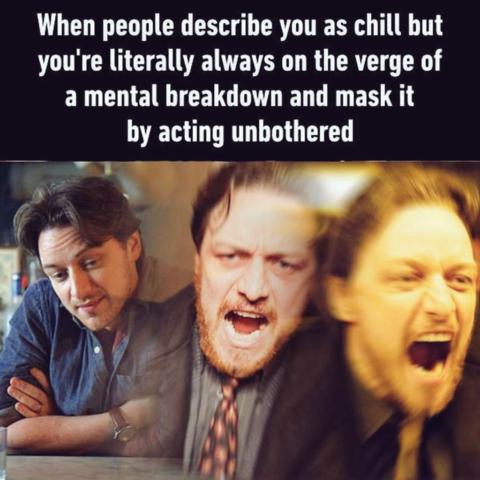 When people describe you as chill but
you're literally always on the verge of
a mental breakdown and mask it
by acting unbothered